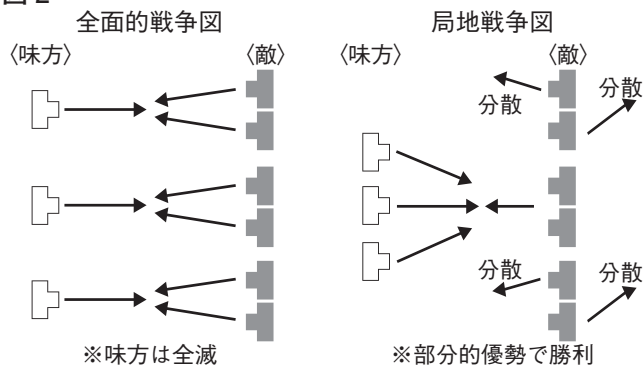 全面的戦争図
〈味方〉
〈敵〉
※味方は全滅
局地戦争図
〈味方〉
〈敵〉
分散
分散
分散
分散
※部分的優勢で勝利